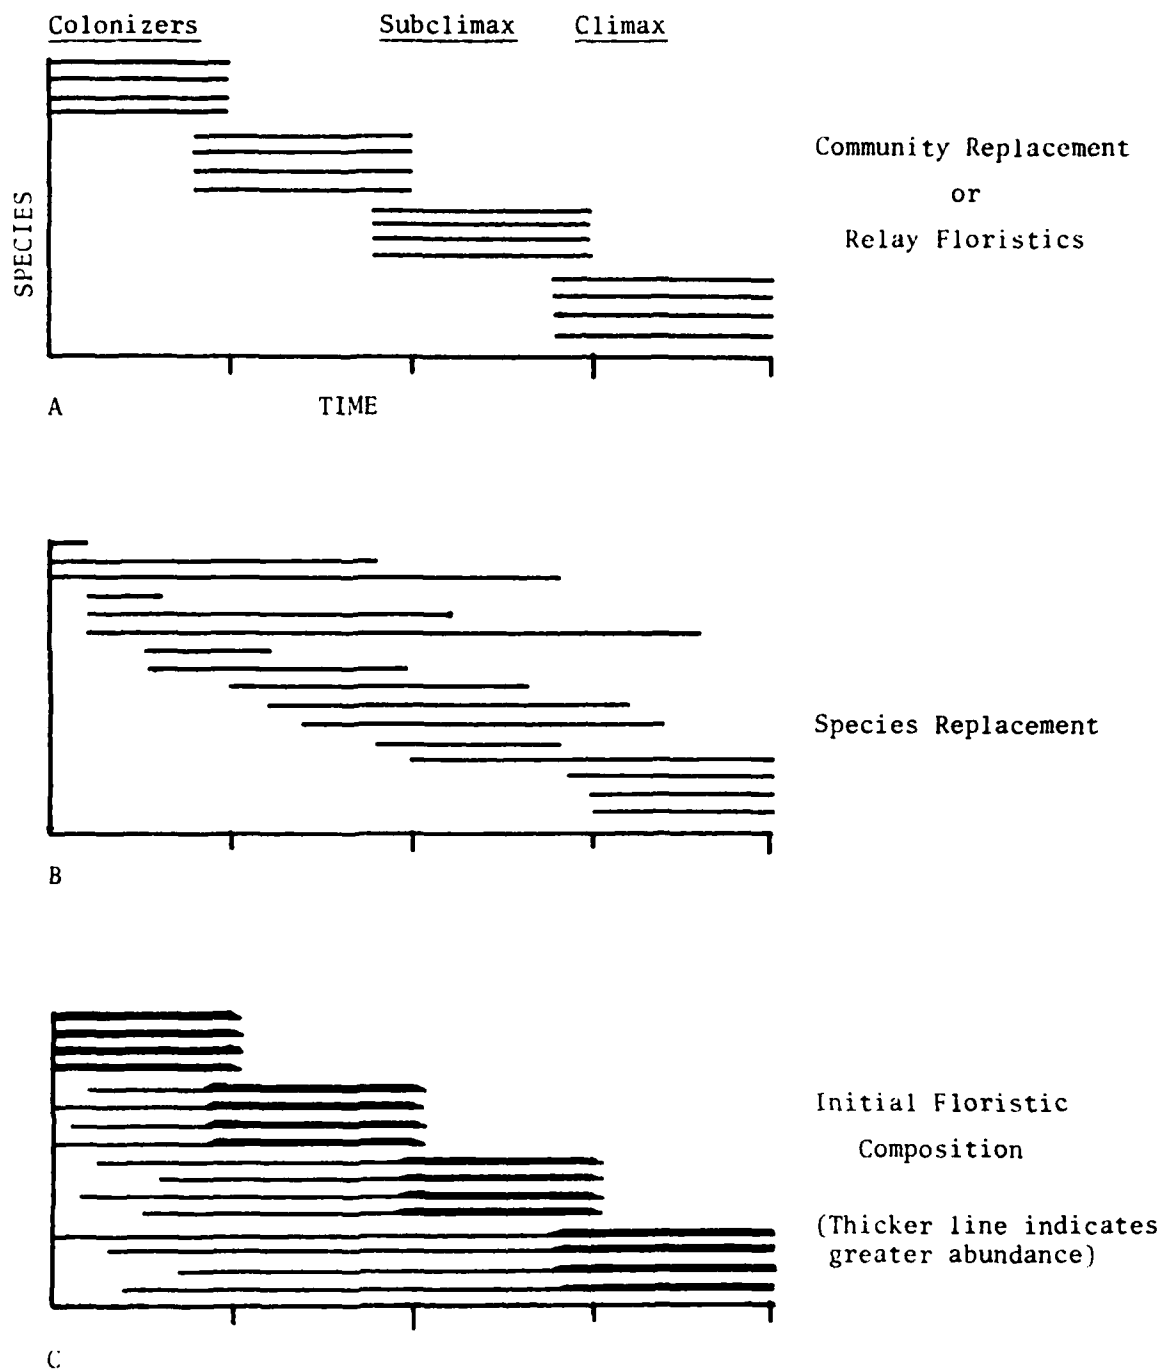 Colonizers Subclimax Climax
SPECIES
Community Replacement
or
Relay Floristics
A TIME
Species Replacement
B
Initial Floristic
Composition
(Thicker line indicates
greater abundance)
C